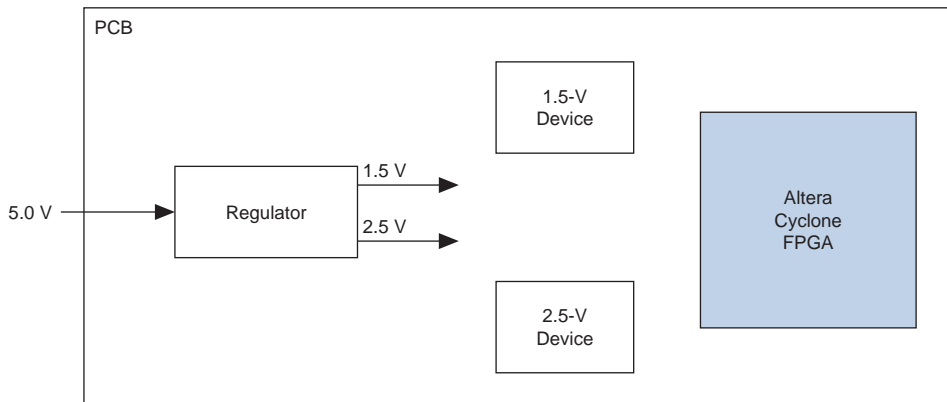 PCB
1.5-V
Device
5.0 V
Regulator
1.5 V
2.5 V
Altera
Cyclone
FPGA
2.5-V
Device